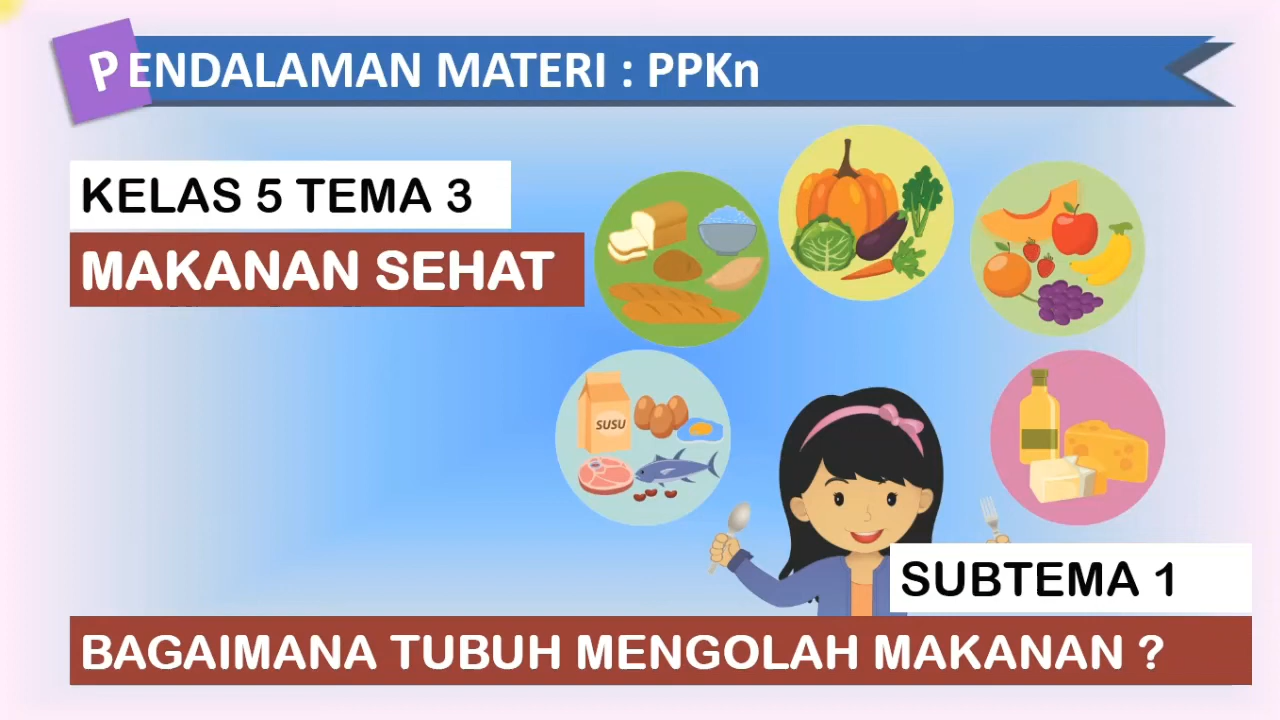 PENDALAMAN MATERI : PPKn
KELAS 5 TEMA 3
MAKANAN SEHAT
SUSU
SUBTEMA 1
BAGAIMANA TUBUH MENGOLAH MAKANAN ?